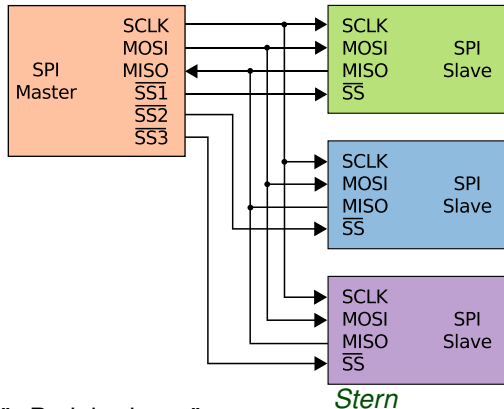 SPI Master
SCLK
MOSI
MISO
SS1
SS2
SS3
SCLK
MOSI
MISO
SS
SPI Slave
SCLK
MOSI
MISO
SS
SPI Slave
SCLK
MOSI
MISO
SS
SPI Slave
Stern